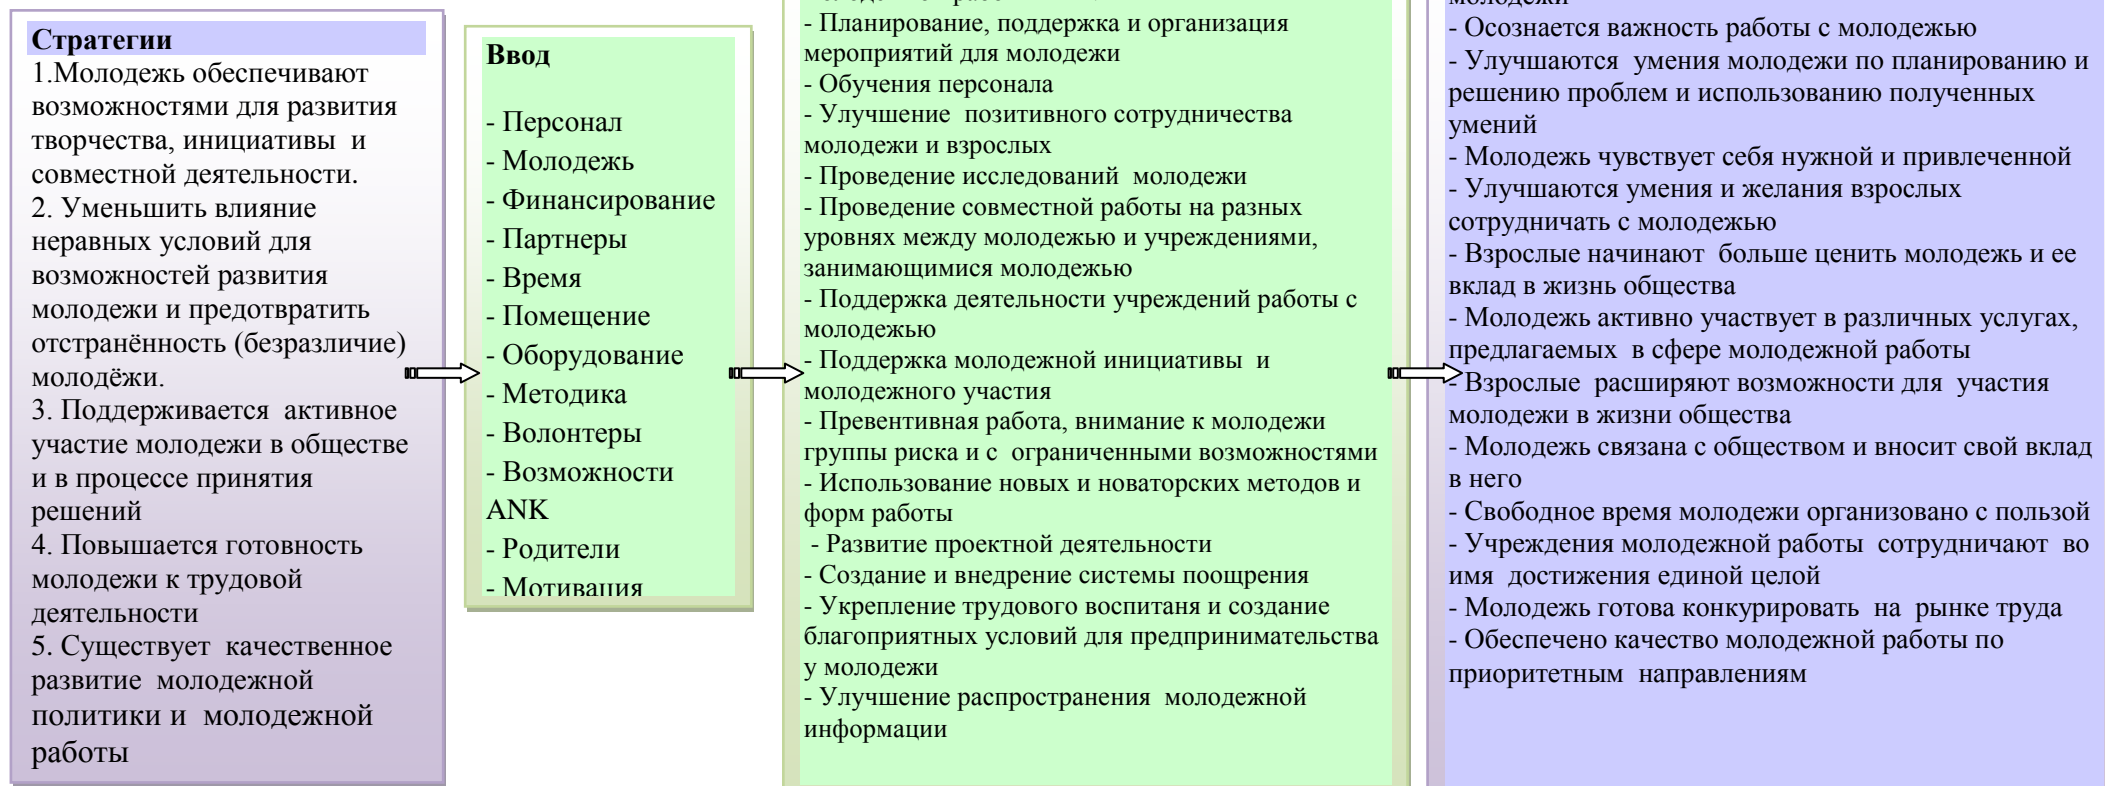 Стратегии
1.Молодежь обеспечивают
возможностями для развития
творчества, инициативы и
совместной деятельности.
2. Уменьшить влияние
неравных условий для
возможностей развития
молодежи и предотвратить
отстранённость (безразличие)
молодёжи.
3. Поддерживается активное
участие молодежи в обществе
и в процессе принятия
решений
4. Повышается готовность
молодежи к трудовой
деятельности
5. Существует качественное
развитие молодежной
политики и молодежной
работы
Ввод
- Персонал
- Молодежь
- Финансирование
- Партнеры
- Время
- Помещение
- Оборудование
- Методика
- Волонтеры
- Возможности
ANK
- Родители
- Мотивация
- Планирование, поддержка и организация
мероприятий для молодежи
- Обучения персонала
- Улучшение позитивного сотрудничества
молодежи и взрослых
- Проведение исследований молодежи
- Проведение совместной работы на разных
уровнях между молодежью и учреждениями,
занимающимися молодежью
- Поддержка деятельности учреждений работы с
молодежью
- Поддержка молодежной инициативы и
молодежного участия
- Превентивная работа, внимание к молодежи
группы риска и с ограниченными возможностями
- Использование новых и новаторских методов и
форм работы
- Развитие проектной деятельности
- Создание и внедрение системы поощрения
- Укрепление трудового воспитаня и создание
благоприятных условий для предпринимательства
у молодежи
- Улучшение распространения молодежной
информации
молодежи
- Осознается важность работы с молодежью
- Улучшаются умения молодежи по планированию и
решению проблем и использованию полученных
умений
- Молодежь чувствует себя нужной и привлеченной
- Улучшаются умения и желания взрослых
сотрудничать с молодежью
- Взрослые начинают больше ценить молодежь и ее
вклад в жизнь общества
- Молодежь активно участвует в различных услугах,
предлагаемых в сфере молодежной работы
- Взрослые расширяют возможности для участия
молодежи в жизни общества
- Молодежь связана с обществом и вносит свой вклад
в него
- Свободное время молодежи организовано с пользой
- Учреждения молодежной работы сотрудничают во
имя достижения единой целой
- Молодежь готова конкурировать на рынке труда
- Обеспечено качество молодежной работы по
приоритетным направлениям